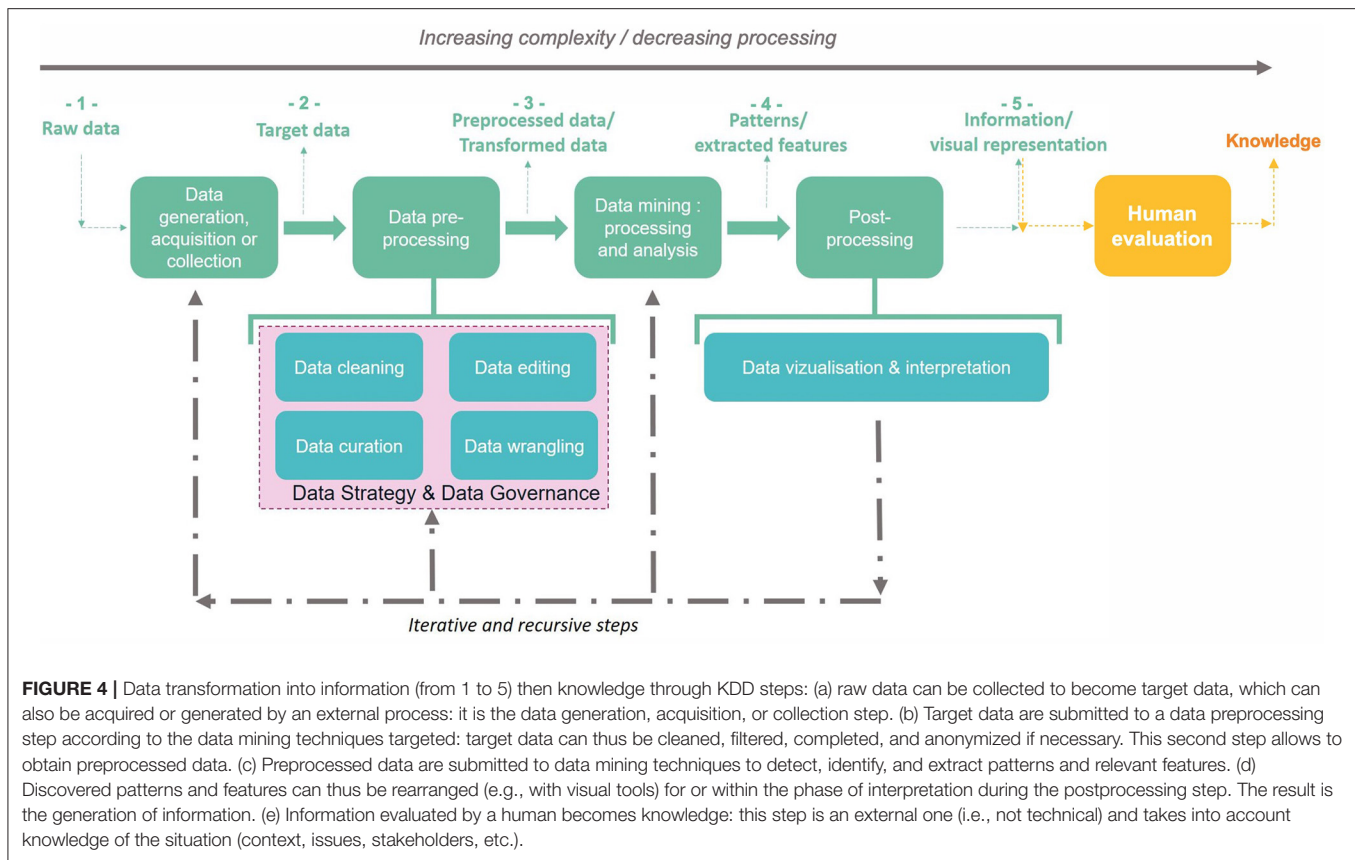 Increasing complexity / decreasing processing
- 1 -
Raw data
- 2 -
Target data
- 3 -
Preprocessed data/
Transformed data
- 4 -
Patterns/
extracted features
- 5 -
Information/
visual representation
Knowledge
Data
generation,
acquisition or
collection
Data pre-
processing
Data mining :
processing
and analysis
Post-
processing
Human
evaluation
Data cleaning
Data editing
Data curation
Data wrangling
Data Strategy & Data Governance
Data vizualisation & interpretation
Iterative and recursive steps
FIGURE 4 | Data transformation into information (from 1 to 5) then knowledge through KDD steps: (a) raw data can be collected to become target data, which can
also be acquired or generated by an external process: it is the data generation, acquisition, or collection step. (b) Target data are submitted to a data preprocessing
step according to the data mining techniques targeted: target data can thus be cleaned, filtered, completed, and anonymized if necessary. This second step allows to
obtain preprocessed data. (c) Preprocessed data are submitted to data mining techniques to detect, identify, and extract patterns and relevant features. (d)
Discovered patterns and features can thus be rearranged (e.g., with visual tools) for or within the phase of interpretation during the postprocessing step. The result is
the generation of information. (e) Information evaluated by a human becomes knowledge: this step is an external one (i.e., not technical) and takes into account
knowledge of the situation (context, issues, stakeholders, etc.).